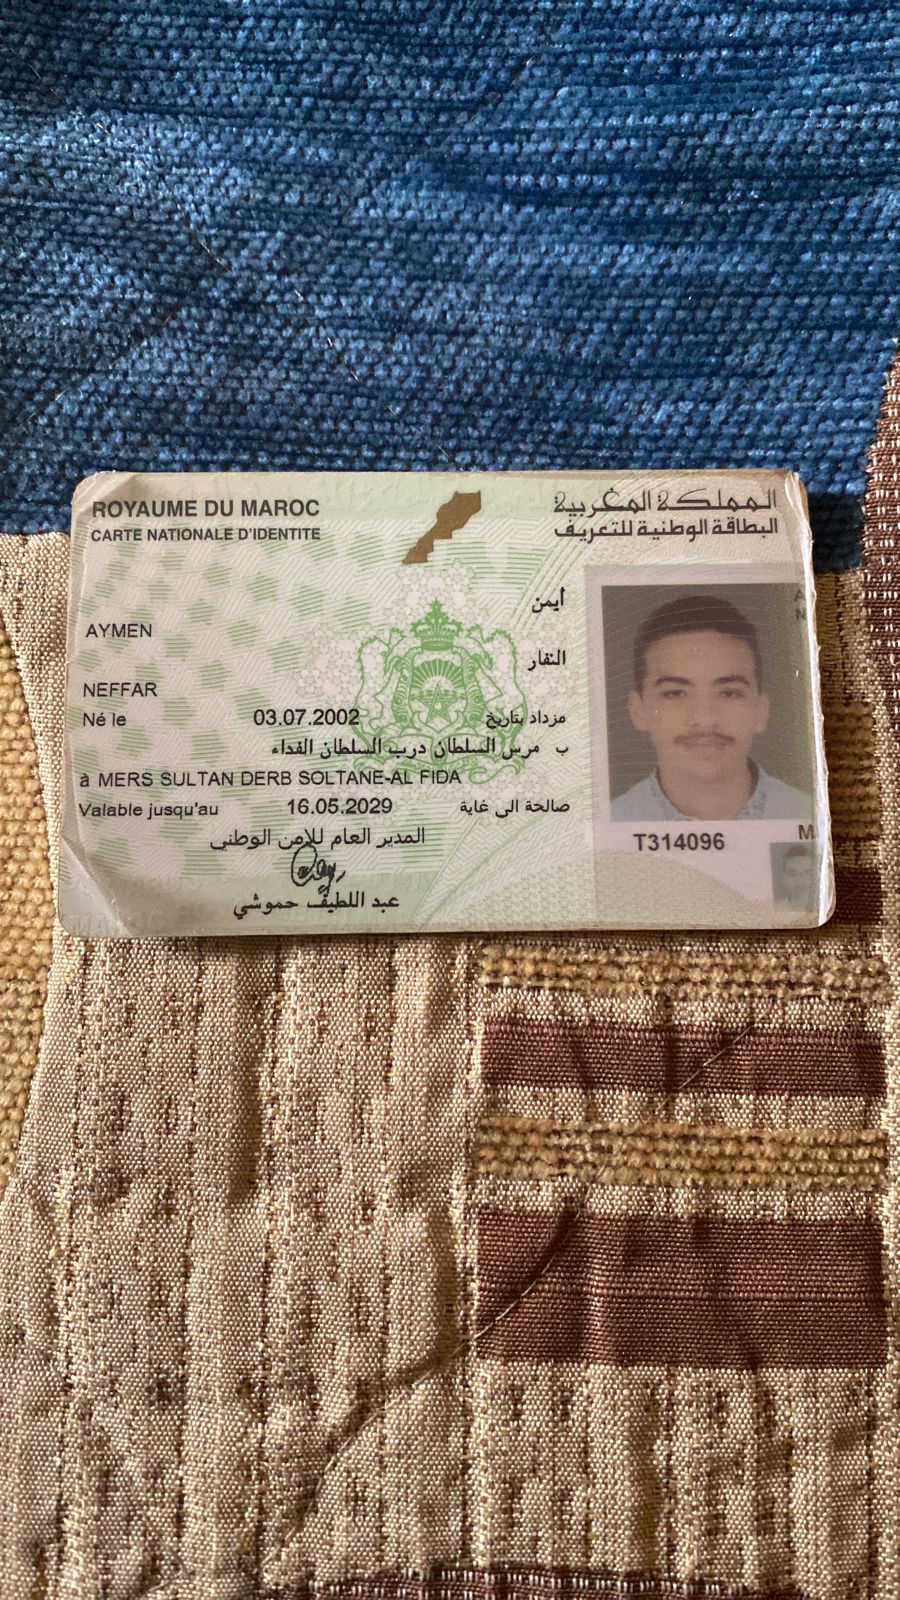 ROYAUME DU MAROC
المملكة المغربية
CARTE NATIONALE D'IDENTITE
البطاقة الوطنية للتعريف
أيمن
AYMEN
النفار
NEFFAR
Né le 03.07.2002 مزداد بتاريخ
ب مرس السلطان درب السلطان الفداء
à MERS SULTAN DERB SOLTANE-AL FIDA
Valable jusqu'au 16.05.2029 صالحة الى غاية
المدير العام للأمن الوطني
عبد اللطيف حموشي
T314096